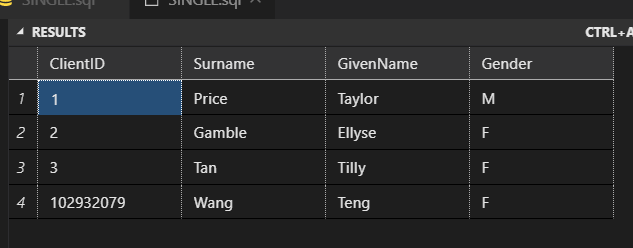 SINGLE.sql SINGLE.sql
RESULTS CTRL+A
ClientID Surname GivenName Gender
1 1 Price Taylor M
2 2 Gamble Ellyse F
3 3 Tan Tilly F
4 102932079 Wang Teng F